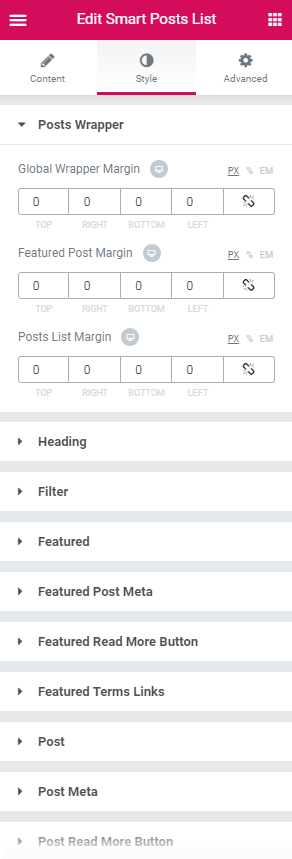 Edit Smart Posts List
Content Style Advanced
Posts Wrapper
Global Wrapper Margin PX % EM
0 0 0 0
TOP RIGHT BOTTOM LEFT
Featured Post Margin PX % EM
0 0 0 0
TOP RIGHT BOTTOM LEFT
Posts List Margin PX % EM
0 0 0 0
TOP RIGHT BOTTOM LEFT
Heading
Filter
Featured
Featured Post Meta
Featured Read More Button
Featured Terms Links
Post
Post Meta
Post Read More Button